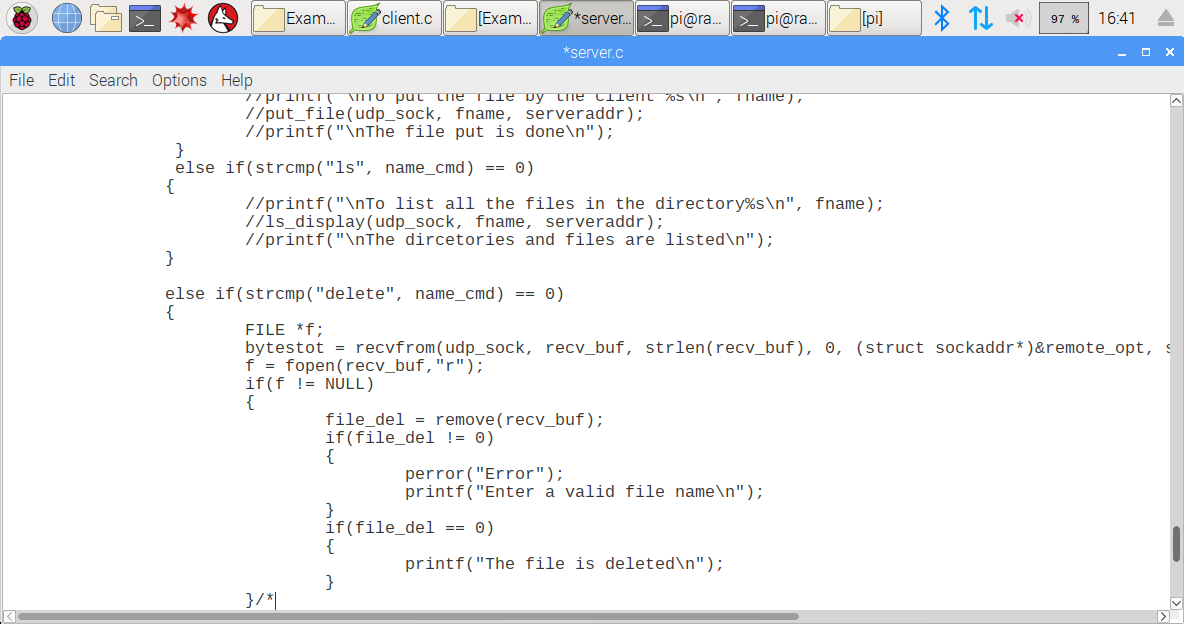 Exam... client.c [Exam... *server... pi@ra... pi@ra... [pi] 97 % 16:41
*server.c
File Edit Search Options Help
//printf("\nTo put the file by the client %s\n", fname);
//put_file(udp_sock, fname, serveraddr);
//printf("\nThe file put is done\n");
}
else if(strcmp("ls", name_cmd) == 0)
{
//printf("\nTo list all the files in the directory%s\n", fname);
//ls_display(udp_sock, fname, serveraddr);
//printf("\nThe dircetories and files are listed\n");
}
else if(strcmp("delete", name_cmd) == 0)
{
FILE *f;
bytestot = recvfrom(udp_sock, recv_buf, strlen(recv_buf), 0, (struct sockaddr*)&remote_opt, s
f = fopen(recv_buf,"r");
if(f != NULL)
{
file_del = remove(recv_buf);
if(file_del != 0)
{
perror("Error");
printf("Enter a valid file name\n");
}
if(file_del == 0)
{
printf("The file is deleted\n");
}
}/*